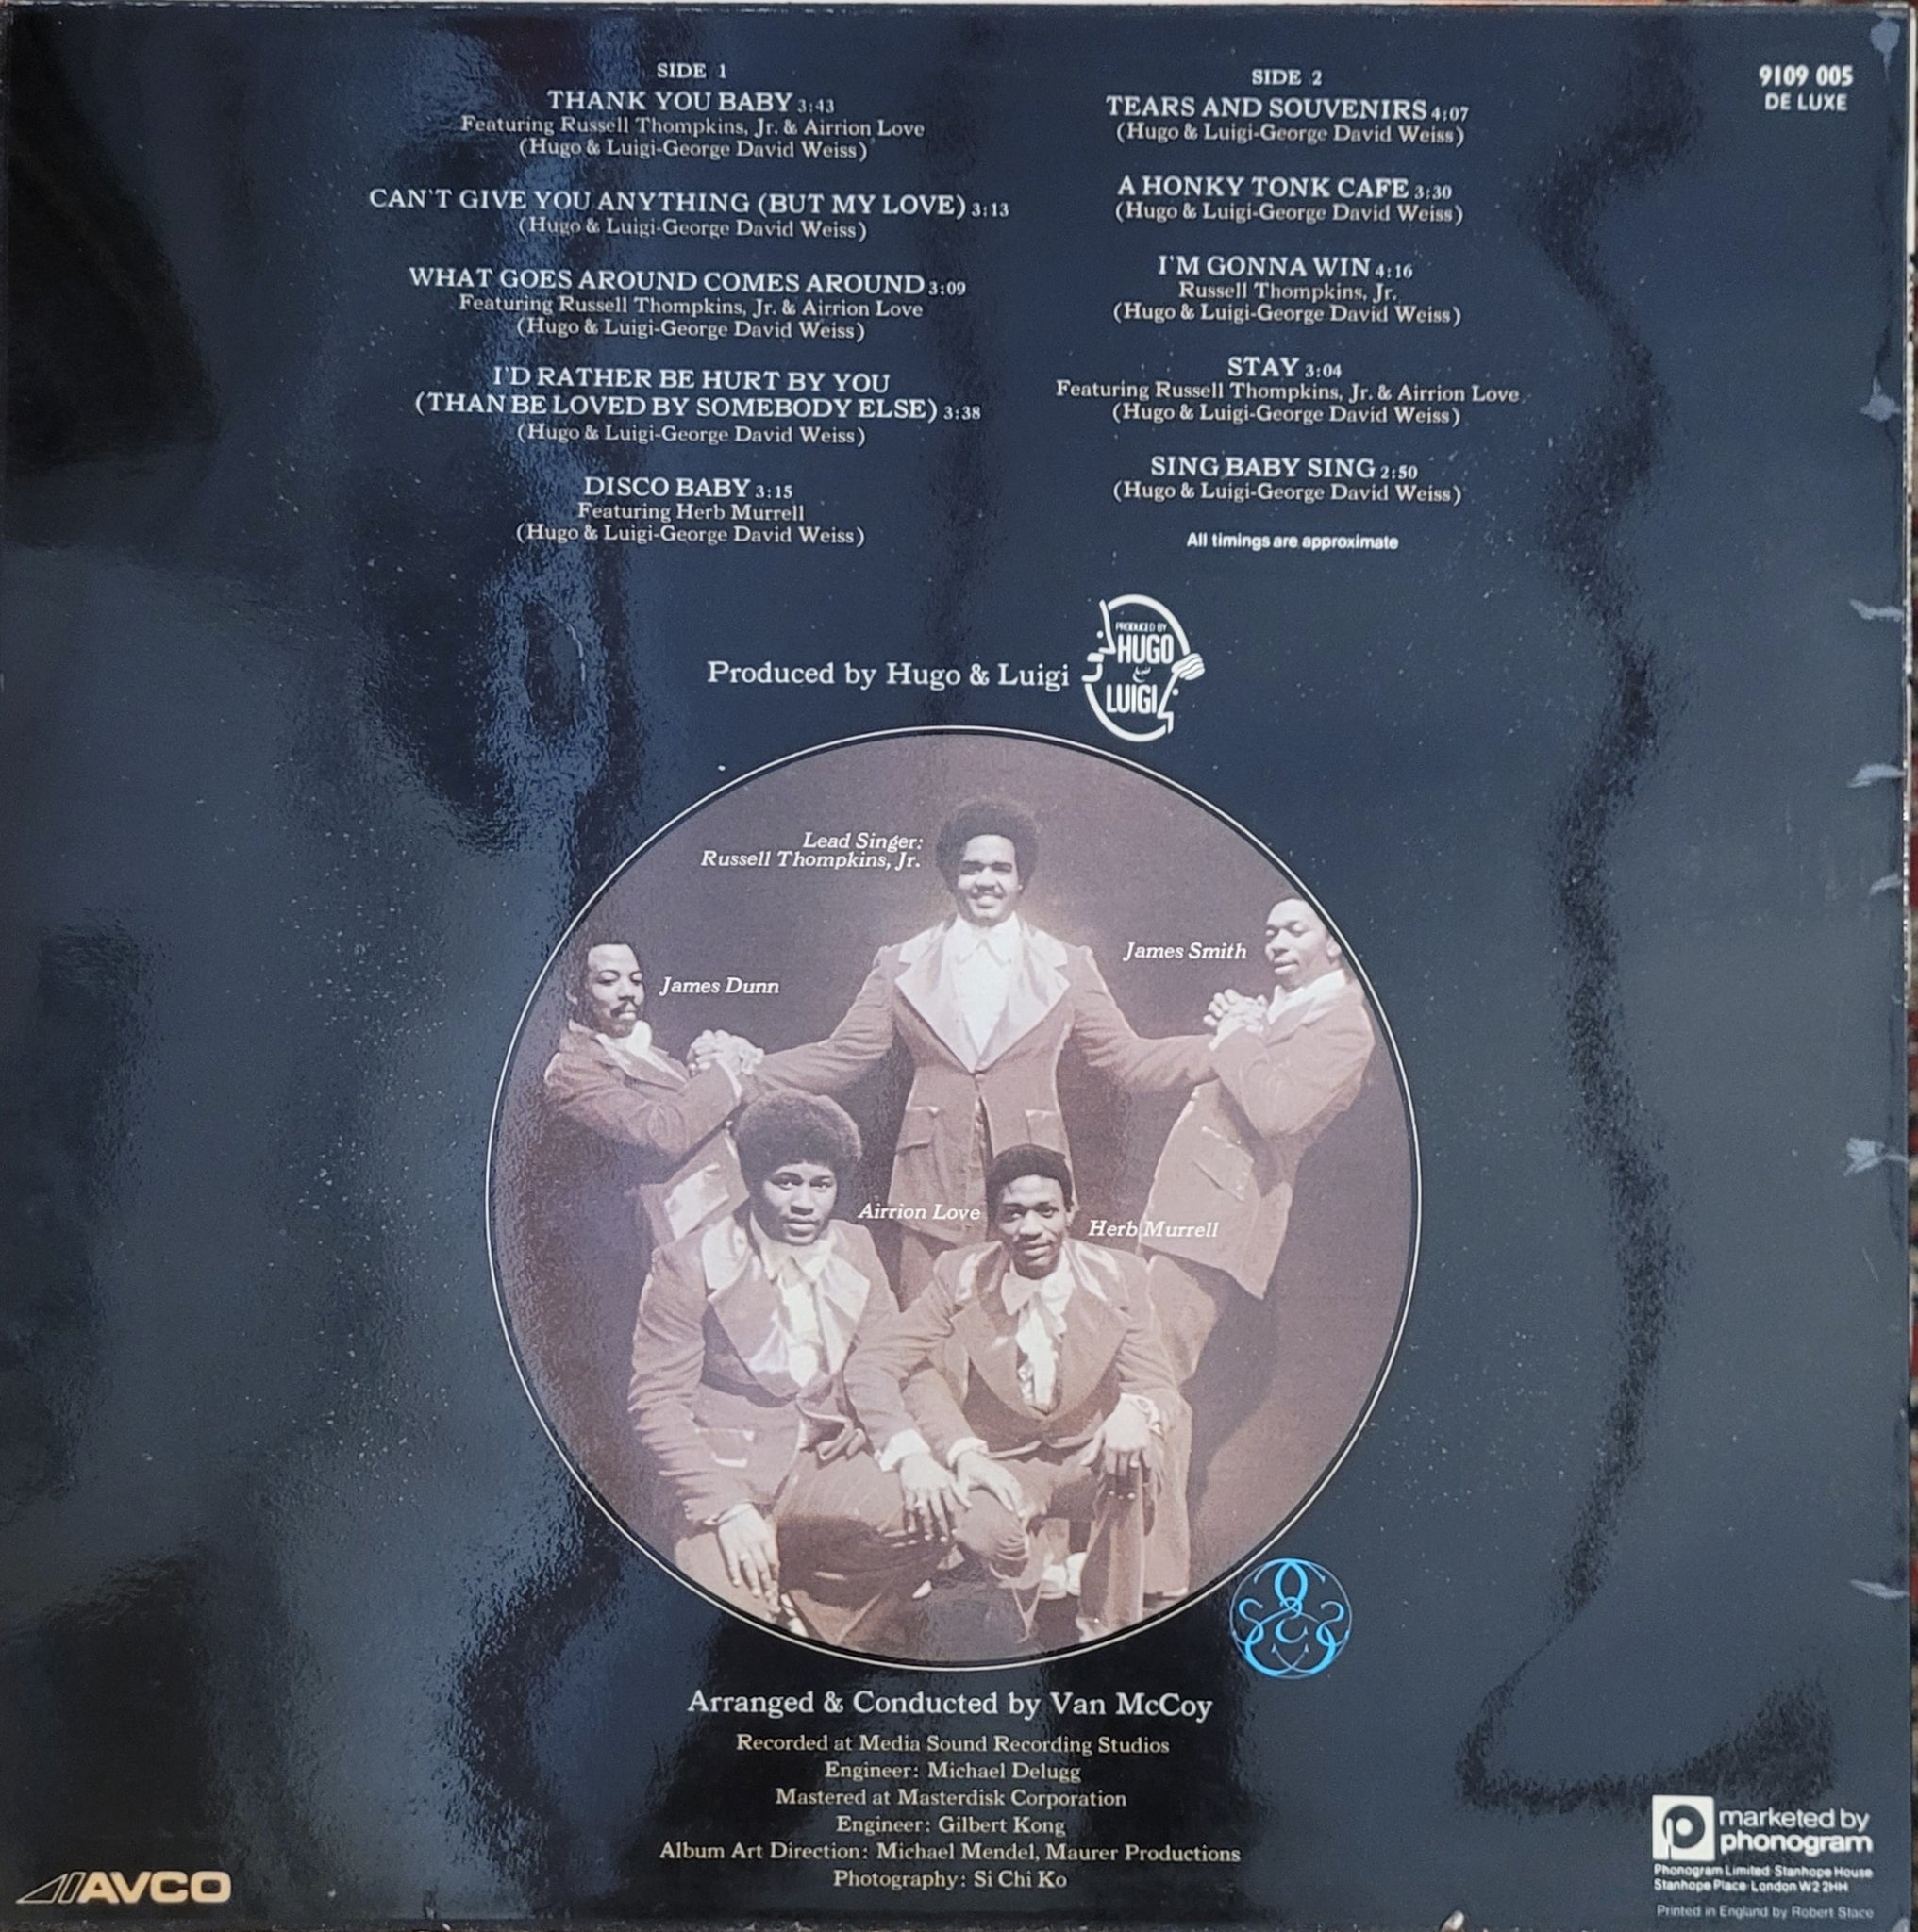 SIDE 1
THANK YOU BABY 3:43
Featuring Russell Thompkins, Jr. & Airrion Love
(Hugo & Luigi-George David Weiss)
CAN'T GIVE YOU ANYTHING (BUT MY LOVE) 3:13
(Hugo & Luigi-George David Weiss)
WHAT GOES AROUND COMES AROUND 3:09
Featuring Russell Thompkins, Jr. & Airrion Love
(Hugo & Luigi-George David Weiss)
I'D RATHER BE HURT BY YOU
(THAN BE LOVED BY SOMEBODY ELSE) 3:38
(Hugo & Luigi-George David Weiss)
DISCO BABY 3:15
Featuring Herb Murrell
(Hugo & Luigi-George David Weiss)
SIDE 2
TEARS AND SOUVENIRS 4:07
(Hugo & Luigi-George David Weiss)
A HONKY TONK CAFE 3:30
(Hugo & Luigi-George David Weiss)
I'M GONNA WIN 4:16
Russell Thompkins, Jr.
(Hugo & Luigi-George David Weiss)
STAY 3:04
Featuring Russell Thompkins, Jr. & Airrion Love
(Hugo & Luigi-George David Weiss)
SING BABY SING 2:50
(Hugo & Luigi-George David Weiss)
All timings are approximate
9109 005
DE LUXE
Produced by Hugo & Luigi
PRODUCED BY
HUGO
&
LUIGI
Lead Singer:
Russell Thompkins, Jr.
James Smith
James Dunn
Airrion Love
Herb Murrell
Arranged & Conducted by Van McCoy
Recorded at Media Sound Recording Studios
Engineer: Michael Delugg
Mastered at Masterdisk Corporation
Engineer: Gilbert Kong
Album Art Direction: Michael Mendel, Maurer Productions
Photography: Si Chi Ko
AVCO
marketed by
phonogram
Phonogram Limited Stanhope House
Stanhope Place London W2 2HH
Printed in England by Robert Stace